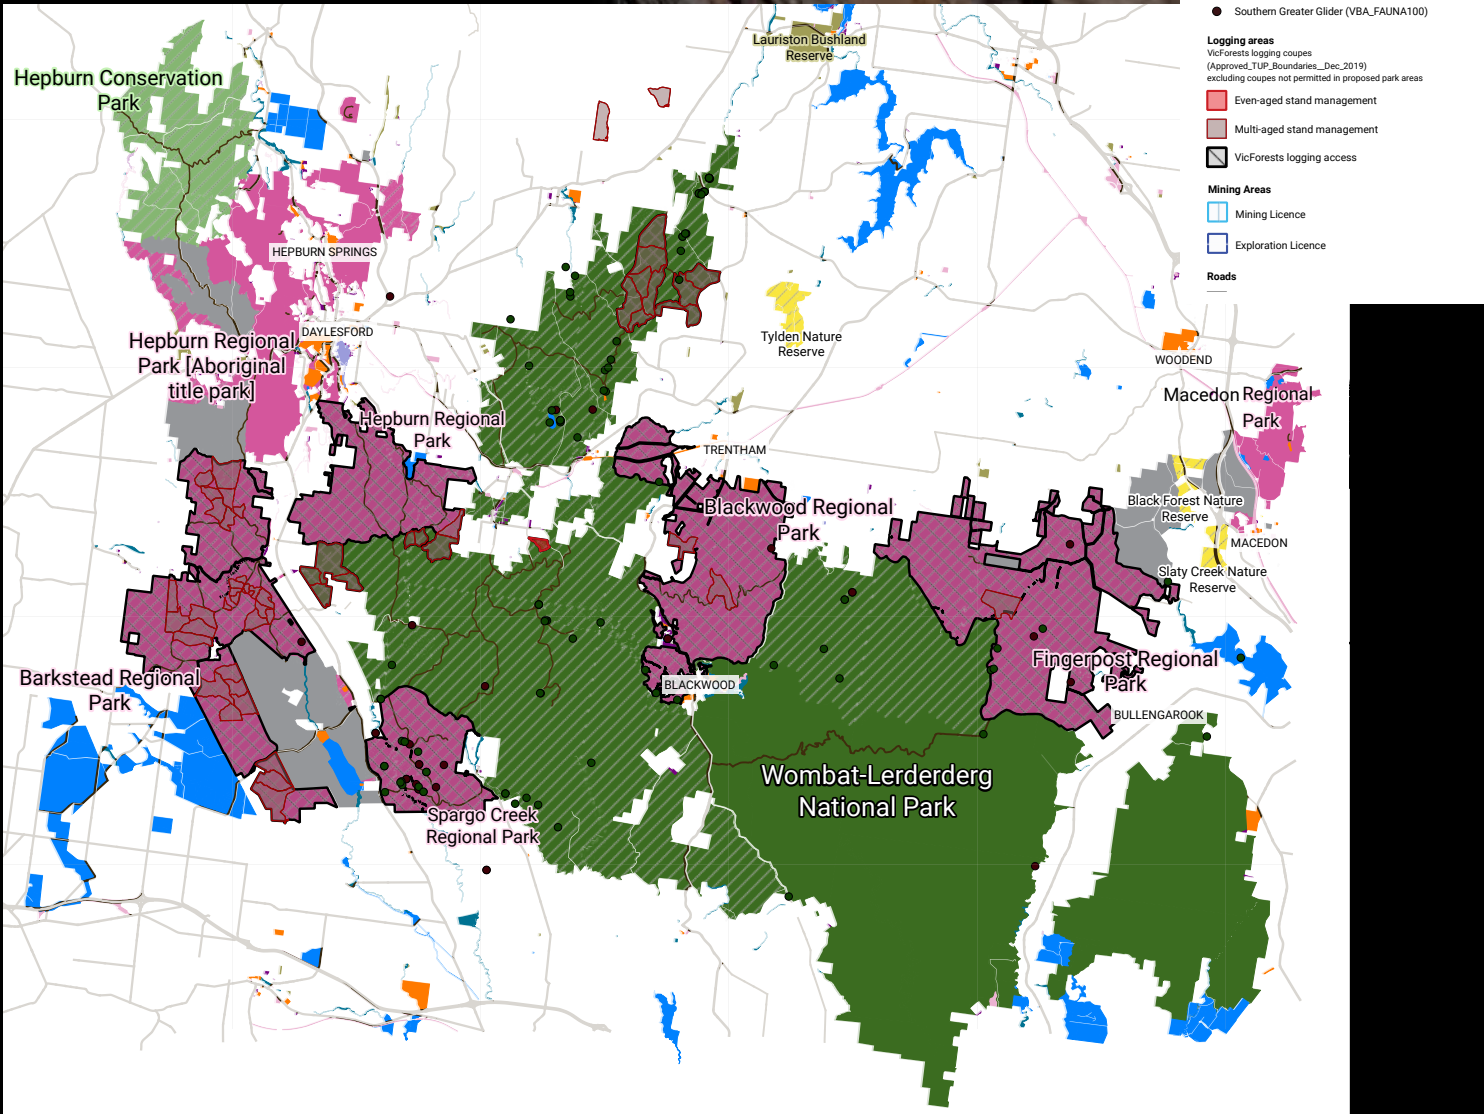 Southern Greater Glider (VBA_FAUNA100)
Logging areas
VicForests logging coupes
(Approved_TUP_Boundaries__Dec_2019)
excluding coupes not permitted in proposed park areas
Even-aged stand management
Multi-aged stand management
VicForests logging access
Mining Areas
Mining Licence
Exploration Licence
Roads
Lauriston Bushland
Reserve
Hepburn Conservation
Park
HEPBURN SPRINGS
DAYLESFORD
Hepburn Regional
Park [Aboriginal
title park]
Tylden Nature
Reserve
WOODEND
Macedon Regional
Park
Hepburn Regional
Park
TRENTHAM
Blackwood Regional
Park
Black Forest Nature
Reserve
MACEDON
Slaty Creek Nature
Reserve
Barkstead Regional
Park
BLACKWOOD
Fingerpost Regional
Park
BULLENGAROOK
Wombat-Lerderderg
National Park
Spargo Creek
Regional Park